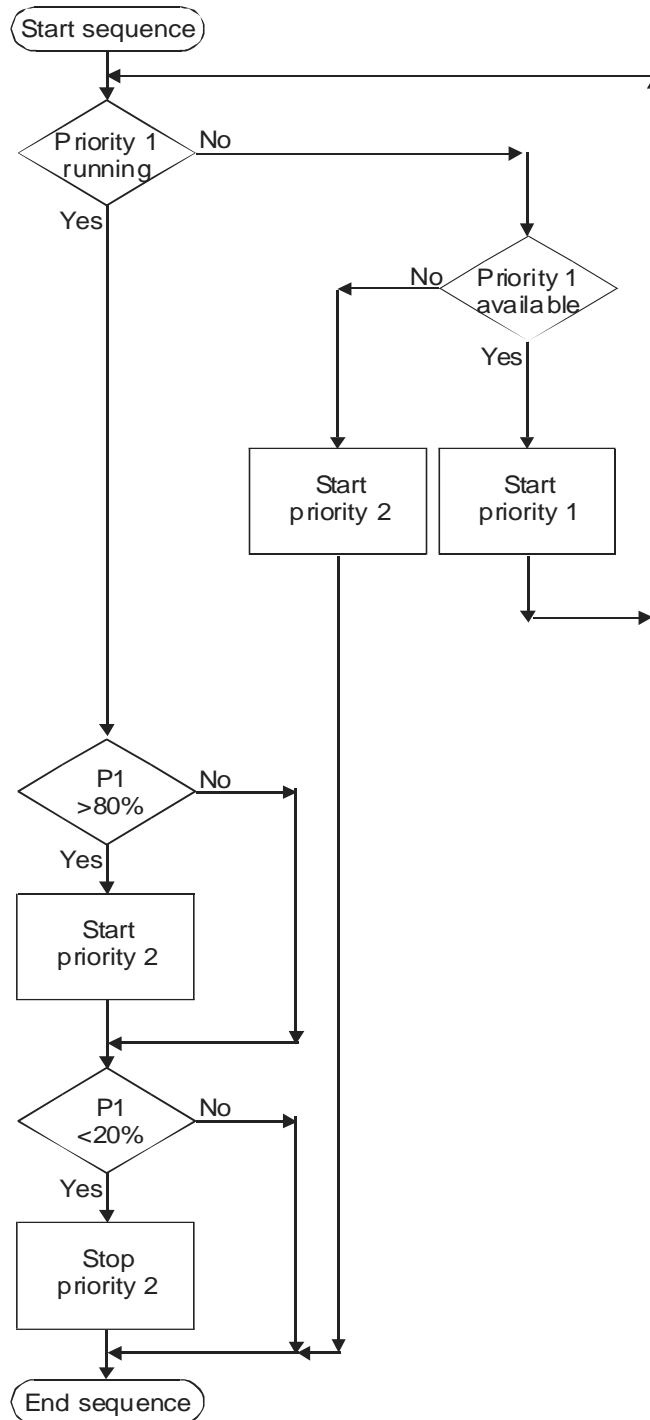 Start sequence
Priority 1
running
No
Yes
Priority 1
available
No
Yes
Start
priority 2
Start
priority 1
P1
>80%
No
Yes
Start
priority 2
P1
<20%
No
Yes
Stop
priority 2
End sequence